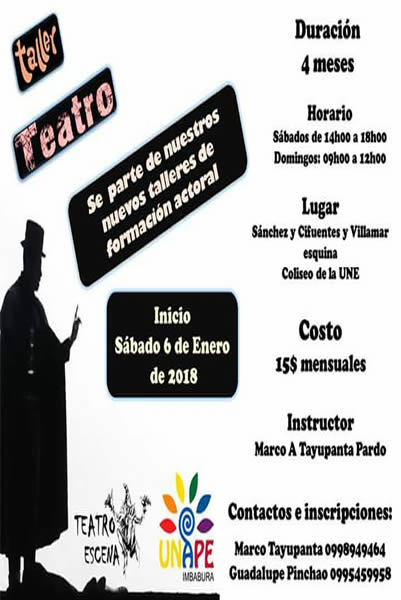 taller
Teatro
Se parte de nuestros
nuevos talleres de
formación actoral
Inicio
Sábado 6 de Enero
de 2018
TEATRO
ESCENA
UNAPE
IMBABURA
Duración
4 meses
Horario
Sábados de 14h00 a 18h00
Domingos: 09h00 a 12h00
Lugar
Sánchez y Cifuentes y Villamar
esquina
Coliseo de la UNE
Costo
15$ mensuales
Instructor
Marco A Tayupanta Pardo
Contactos e inscripciones:
Marco Tayupanta 0998949464
Guadalupe Pinchao 0995459958